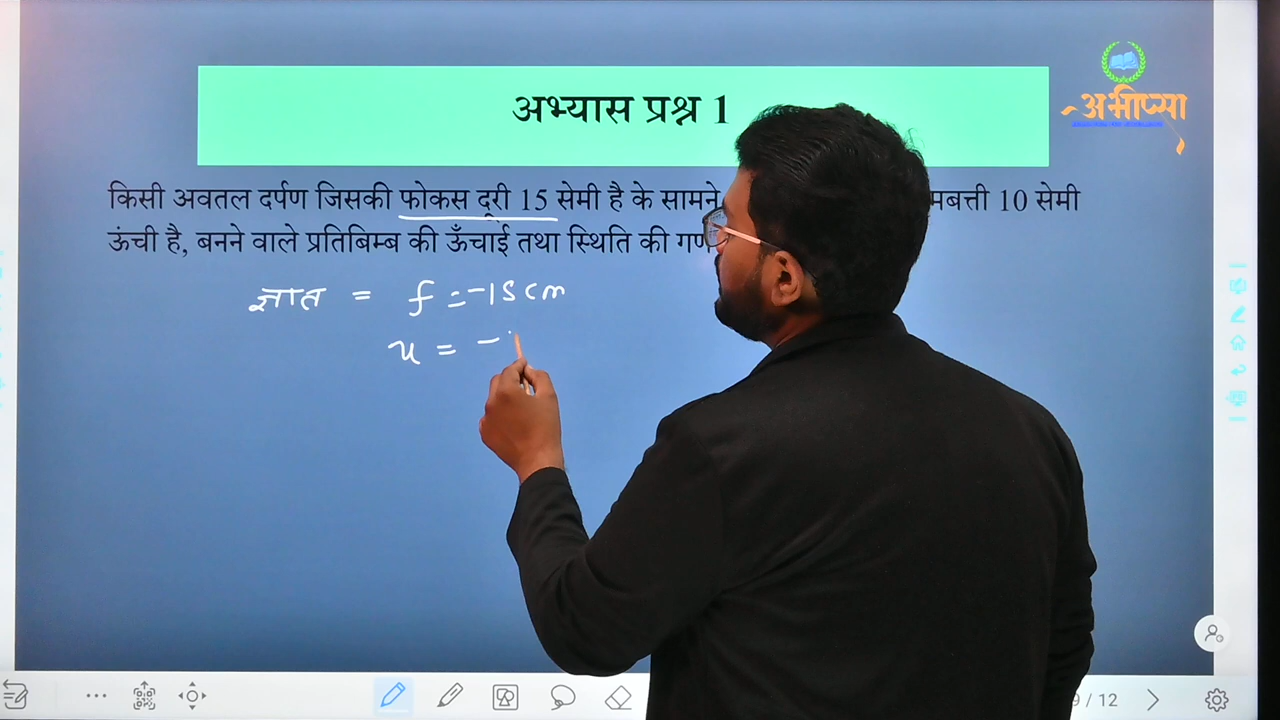 अभ्यास प्रश्न 1
अभीप्सा
किसी अवतल दर्पण जिसकी फोकस दूरी 15 सेमी है के सामने मबत्ती 10 सेमी
ऊंची है, बनने वाले प्रतिबिम्ब की ऊँचाई तथा स्थिति की गण
ज्ञात = f = -15 cm
u = -
9 / 12